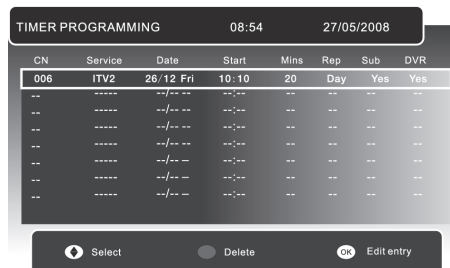 TIMER PROGRAMMING 08:54 27/05/2008
CN Service Date Start Mins Rep Sub DVR
006 ITV2 26/12 Fri 10:10 20 Day Yes Yes
-- ----- --/-- -- --:-- -- -- -- --
-- ----- --/-- -- --:-- -- -- -- --
-- ----- --/-- -- --:-- -- -- -- --
-- ----- --/-- -- --:-- -- -- -- --
-- ----- --/-- – --:-- -- -- -- --
-- ----- --/-- – --:-- -- -- -- --
-- ----- --/-- – --:-- -- -- -- --
Select Delete OK Edit entry